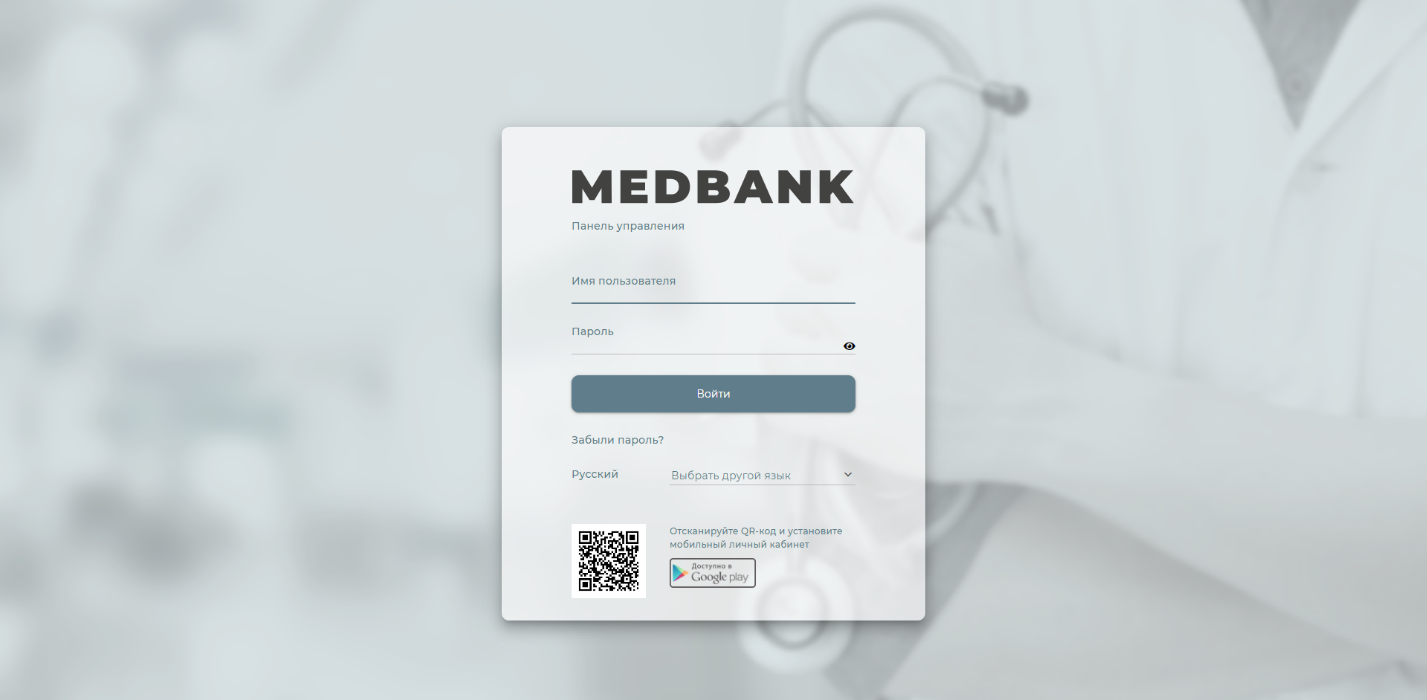 MEDBANK
Панель управления
Имя пользователя
Пароль
Войти
Забыли пароль?
Русский
Выбрать другой язык
Отсканируйте QR-код и установите
мобильный личный кабинет
Доступно в
Google play